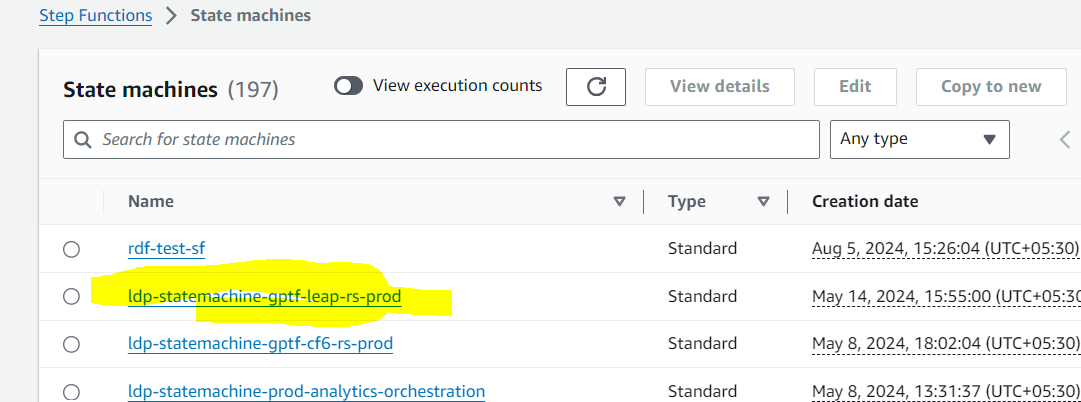 Step Functions > State machines
State machines (197) View execution counts View details Edit Copy to new
Search for state machines Any type
Name Type Creation date
rdf-test-sf Standard Aug 5, 2024, 15:26:04 (UTC+05:30)
ldp-statemachine-gptf-leap-rs-prod Standard May 14, 2024, 15:55:00 (UTC+05:30
ldp-statemachine-gptf-cf6-rs-prod Standard May 8, 2024, 18:02:04 (UTC+05:30)
ldp-statemachine-prod-analytics-orchestration Standard May 8, 2024, 13:31:37 (UTC+05:30)